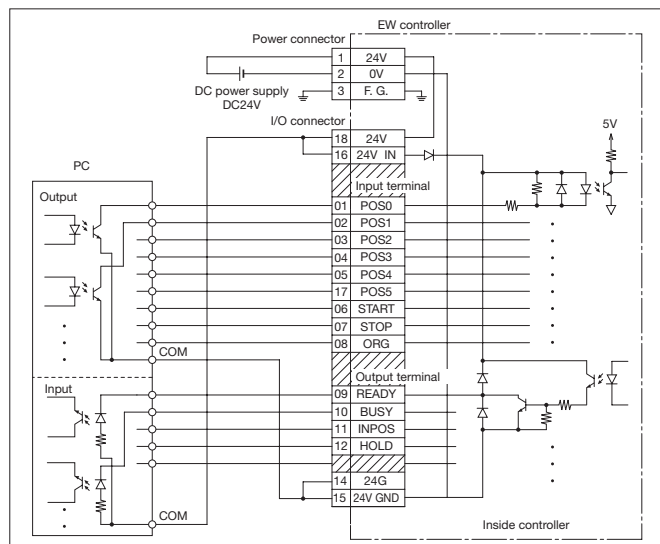 EW controller
Power connector
1 24V
2 0V
3 F. G.
DC power supply
DC24V
I/O connector
18 24V
16 24V IN
5V
PC
Output
Input terminal
01 POS0
02 POS1
03 POS2
04 POS3
05 POS4
17 POS5
06 START
07 STOP
08 ORG
COM
Output terminal
Input
09 READY
10 BUSY
11 INPOS
12 HOLD
14 24G
15 24V GND
COM
Inside controller